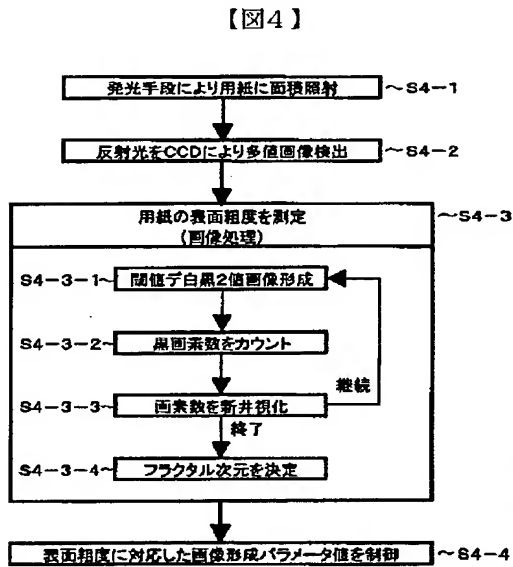 【図4】
発光手段により用紙に面積照射 ～S4-1
反射光をCCDにより多値画像検出 ～S4-2
用紙の表面粗度を測定 ～S4-3
(画像処理)
S4-3-1～ 閾値デ白黒2値画像形成
S4-3-2～ 黒画素数をカウント
継続
S4-3-3～ 画素数を新井視化
終了
S4-3-4～ フラクタル次元を決定
表面粗度に対応した画像形成パラメータ値を制御 ～S4-4